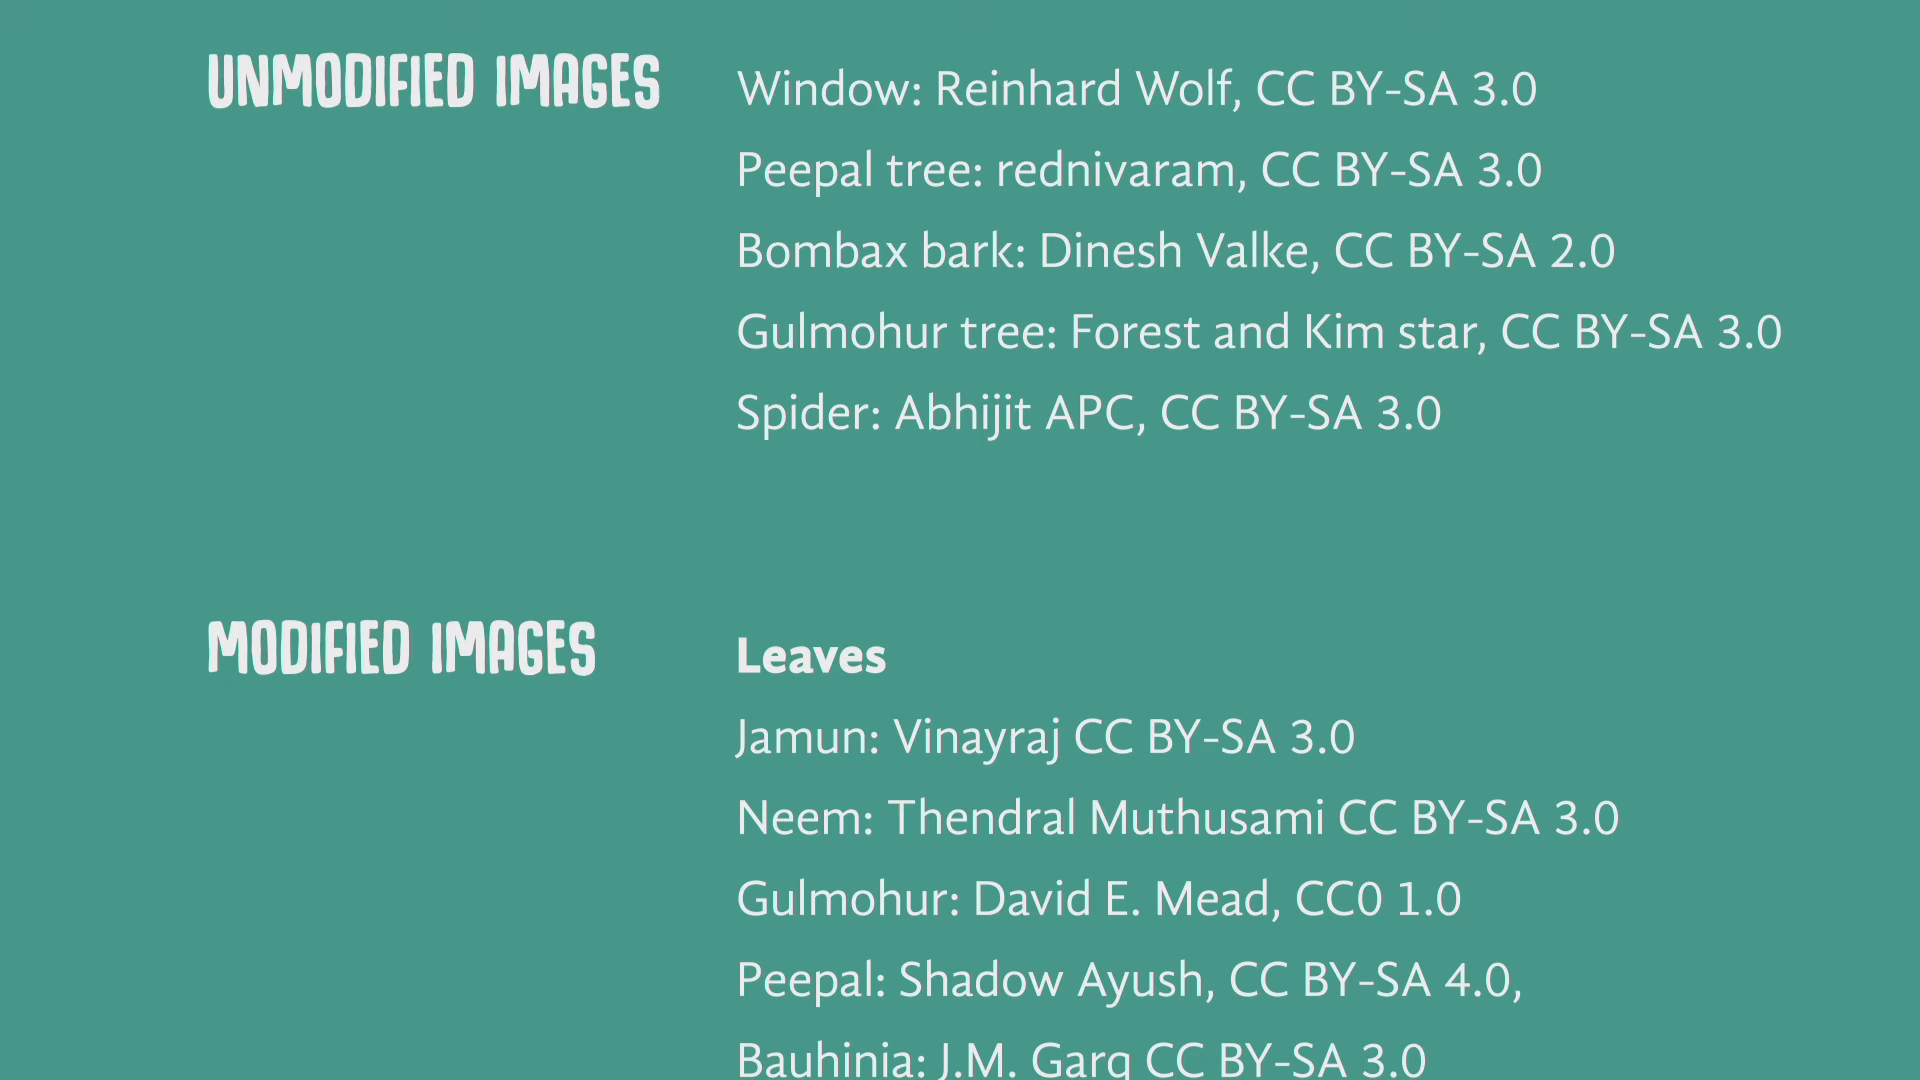 UNMODIFIED IMAGES
Window: Reinhard Wolf, CC BY-SA 3.0
Peepal tree: rednivaram, CC BY-SA 3.0
Bombax bark: Dinesh Valke, CC BY-SA 2.0
Gulmohur tree: Forest and Kim star, CC BY-SA 3.0
Spider: Abhijit APC, CC BY-SA 3.0
MODIFIED IMAGES
Leaves
Jamun: Vinayraj CC BY-SA 3.0
Neem: Thendral Muthusami CC BY-SA 3.0
Gulmohur: David E. Mead, CC0 1.0
Peepal: Shadow Ayush, CC BY-SA 4.0,
Bauhinia: J.M. Garg CC BY-SA 3.0